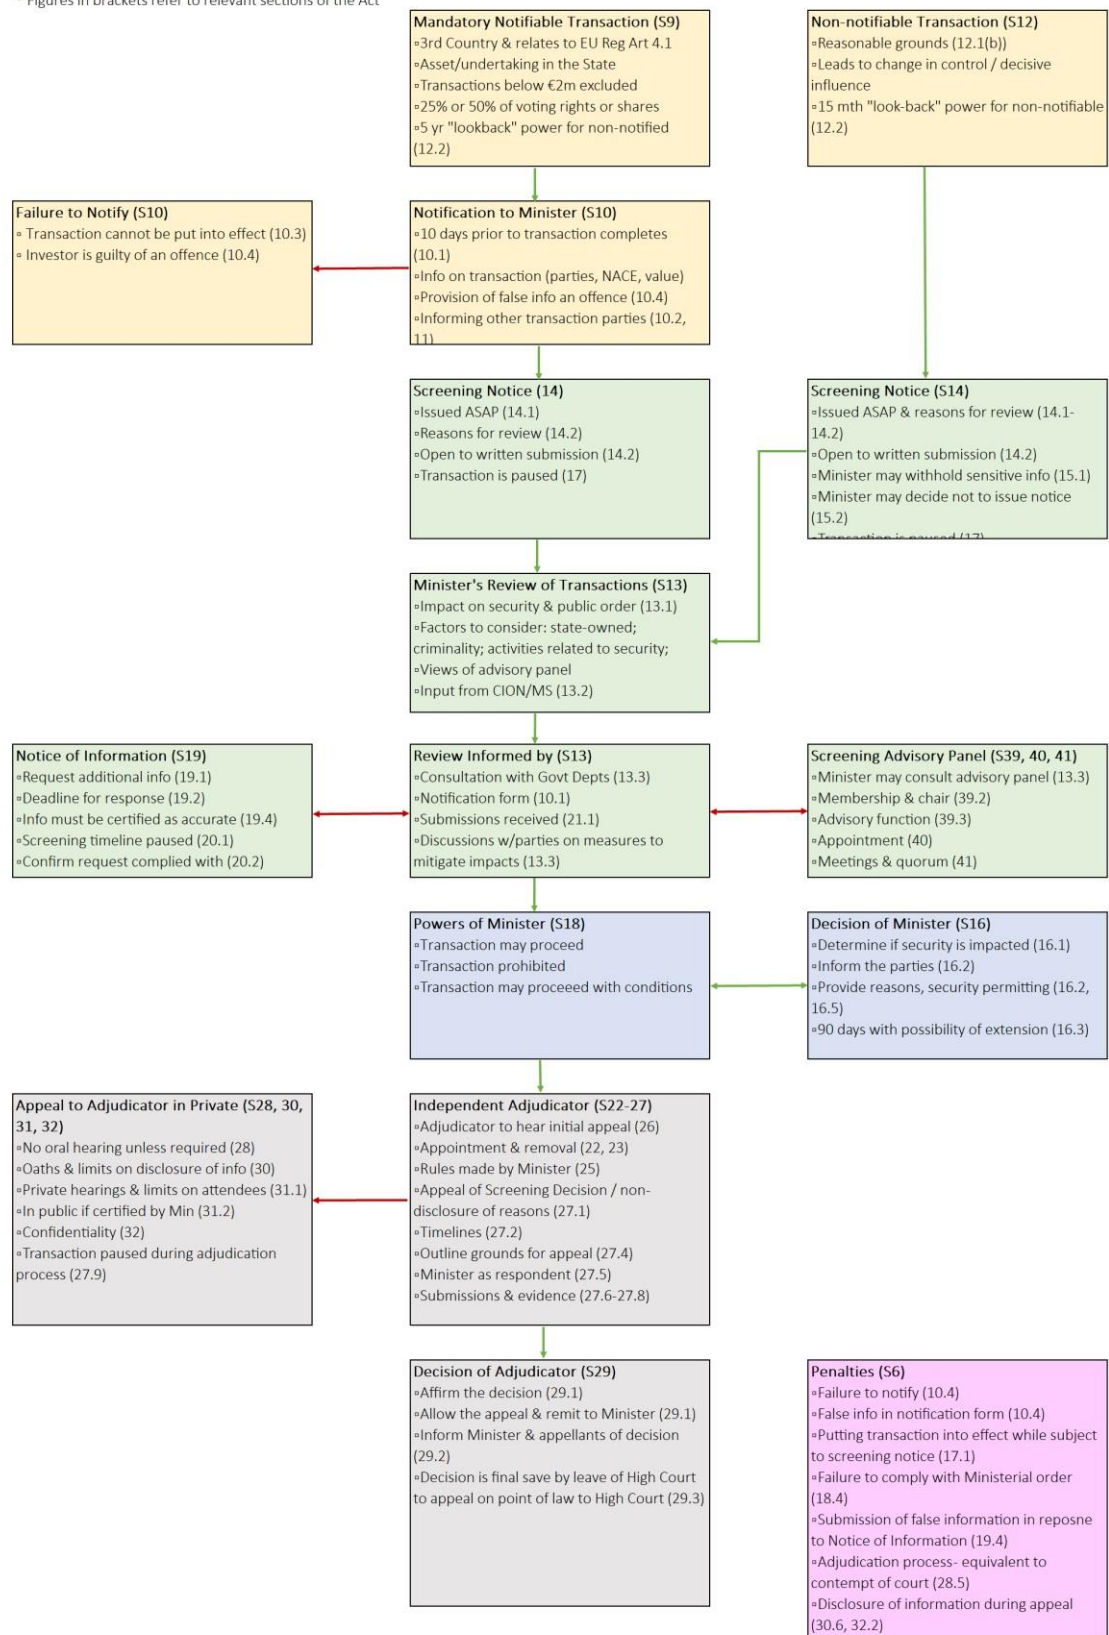 * Figures in brackets refer to relevant sections of the Act
Mandatory Notifiable Transaction (S9)
▫3rd Country & relates to EU Reg Art 4.1
▫Asset/undertaking in the State
▫Transactions below €2m excluded
▫25% or 50% of voting rights or shares
▫5 yr "lookback" power for non-notified
(12.2)
Non-notifiable Transaction (S12)
▫Reasonable grounds (12.1(b))
▫Leads to change in control / decisive
influence
▫15 mth "look-back" power for non-notifiable
(12.2)
Failure to Notify (S10)
▫ Transaction cannot be put into effect (10.3)
▫ Investor is guilty of an offence (10.4)
Notification to Minister (S10)
▫10 days prior to transaction completes
(10.1)
▫Info on transaction (parties, NACE, value)
▫Provision of false info an offence (10.4)
▫Informing other transaction parties (10.2,
11)
Screening Notice (14)
▫Issued ASAP (14.1)
▫Reasons for review (14.2)
▫Open to written submission (14.2)
▫Transaction is paused (17)
Screening Notice (S14)
▫Issued ASAP & reasons for review (14.1-
14.2)
▫Open to written submission (14.2)
▫Minister may withhold sensitive info (15.1)
▫Minister may decide not to issue notice
(15.2)
▫Transaction is paused (17)
Minister's Review of Transactions (S13)
▫Impact on security & public order (13.1)
▫Factors to consider: state-owned;
criminality; activities related to security;
▫Views of advisory panel
▫Input from CION/MS (13.2)
Notice of Information (S19)
▫Request additional info (19.1)
▫Deadline for response (19.2)
▫Info must be certified as accurate (19.4)
▫Screening timeline paused (20.1)
▫Confirm request complied with (20.2)
Review Informed by (S13)
▫Consultation with Govt Depts (13.3)
▫Notification form (10.1)
▫Submissions received (21.1)
▫Discussions w/parties on measures to
mitigate impacts (13.3)
Screening Advisory Panel (S39, 40, 41)
▫Minister may consult advisory panel (13.3)
▫Membership & chair (39.2)
▫Advisory function (39.3)
▫Appointment (40)
▫Meetings & quorum (41)
Powers of Minister (S18)
▫Transaction may proceed
▫Transaction prohibited
▫Transaction may proceeed with conditions
Decision of Minister (S16)
▫Determine if security is impacted (16.1)
▫Inform the parties (16.2)
▫Provide reasons, security permitting (16.2,
16.5)
▫90 days with possibility of extension (16.3)
Appeal to Adjudicator in Private (S28, 30,
31, 32)
▫No oral hearing unless required (28)
▫Oaths & limits on disclosure of info (30)
▫Private hearings & limits on attendees (31.1)
▫In public if certified by Min (31.2)
▫Confidentiality (32)
▫Transaction paused during adjudication
process (27.9)
Independent Adjudicator (S22-27)
▫Adjudicator to hear initial appeal (26)
▫Appointment & removal (22, 23)
▫Rules made by Minister (25)
▫Appeal of Screening Decision / non-
disclosure of reasons (27.1)
▫Timelines (27.2)
▫Outline grounds for appeal (27.4)
▫Minister as respondent (27.5)
▫Submissions & evidence (27.6-27.8)
Decision of Adjudicator (S29)
▫Affirm the decision (29.1)
▫Allow the appeal & remit to Minister (29.1)
▫Inform Minister & appellants of decision
(29.2)
▫Decision is final save by leave of High Court
to appeal on point of law to High Court (29.3)
Penalties (S6)
▫Failure to notify (10.4)
▫False info in notification form (10.4)
▫Putting transaction into effect while subject
to screening notice (17.1)
▫Failure to comply with Ministerial order
(18.4)
▫Submission of false information in reposne
to Notice of Information (19.4)
▫Adjudication process- equivalent to
contempt of court (28.5)
▫Disclosure of information during appeal
(30.6, 32.2)